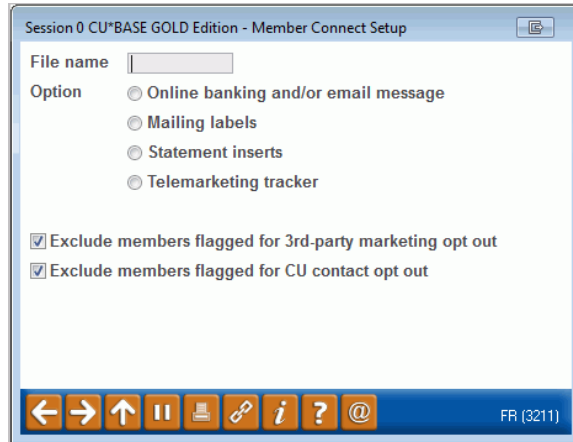 Session 0 CU*BASE GOLD Edition - Member Connect Setup
File name
Option Online banking and/or email message
Mailing labels
Statement inserts
Telemarketing tracker
Exclude members flagged for 3rd-party marketing opt out
Exclude members flagged for CU contact opt out
i ? @ FR (3211)